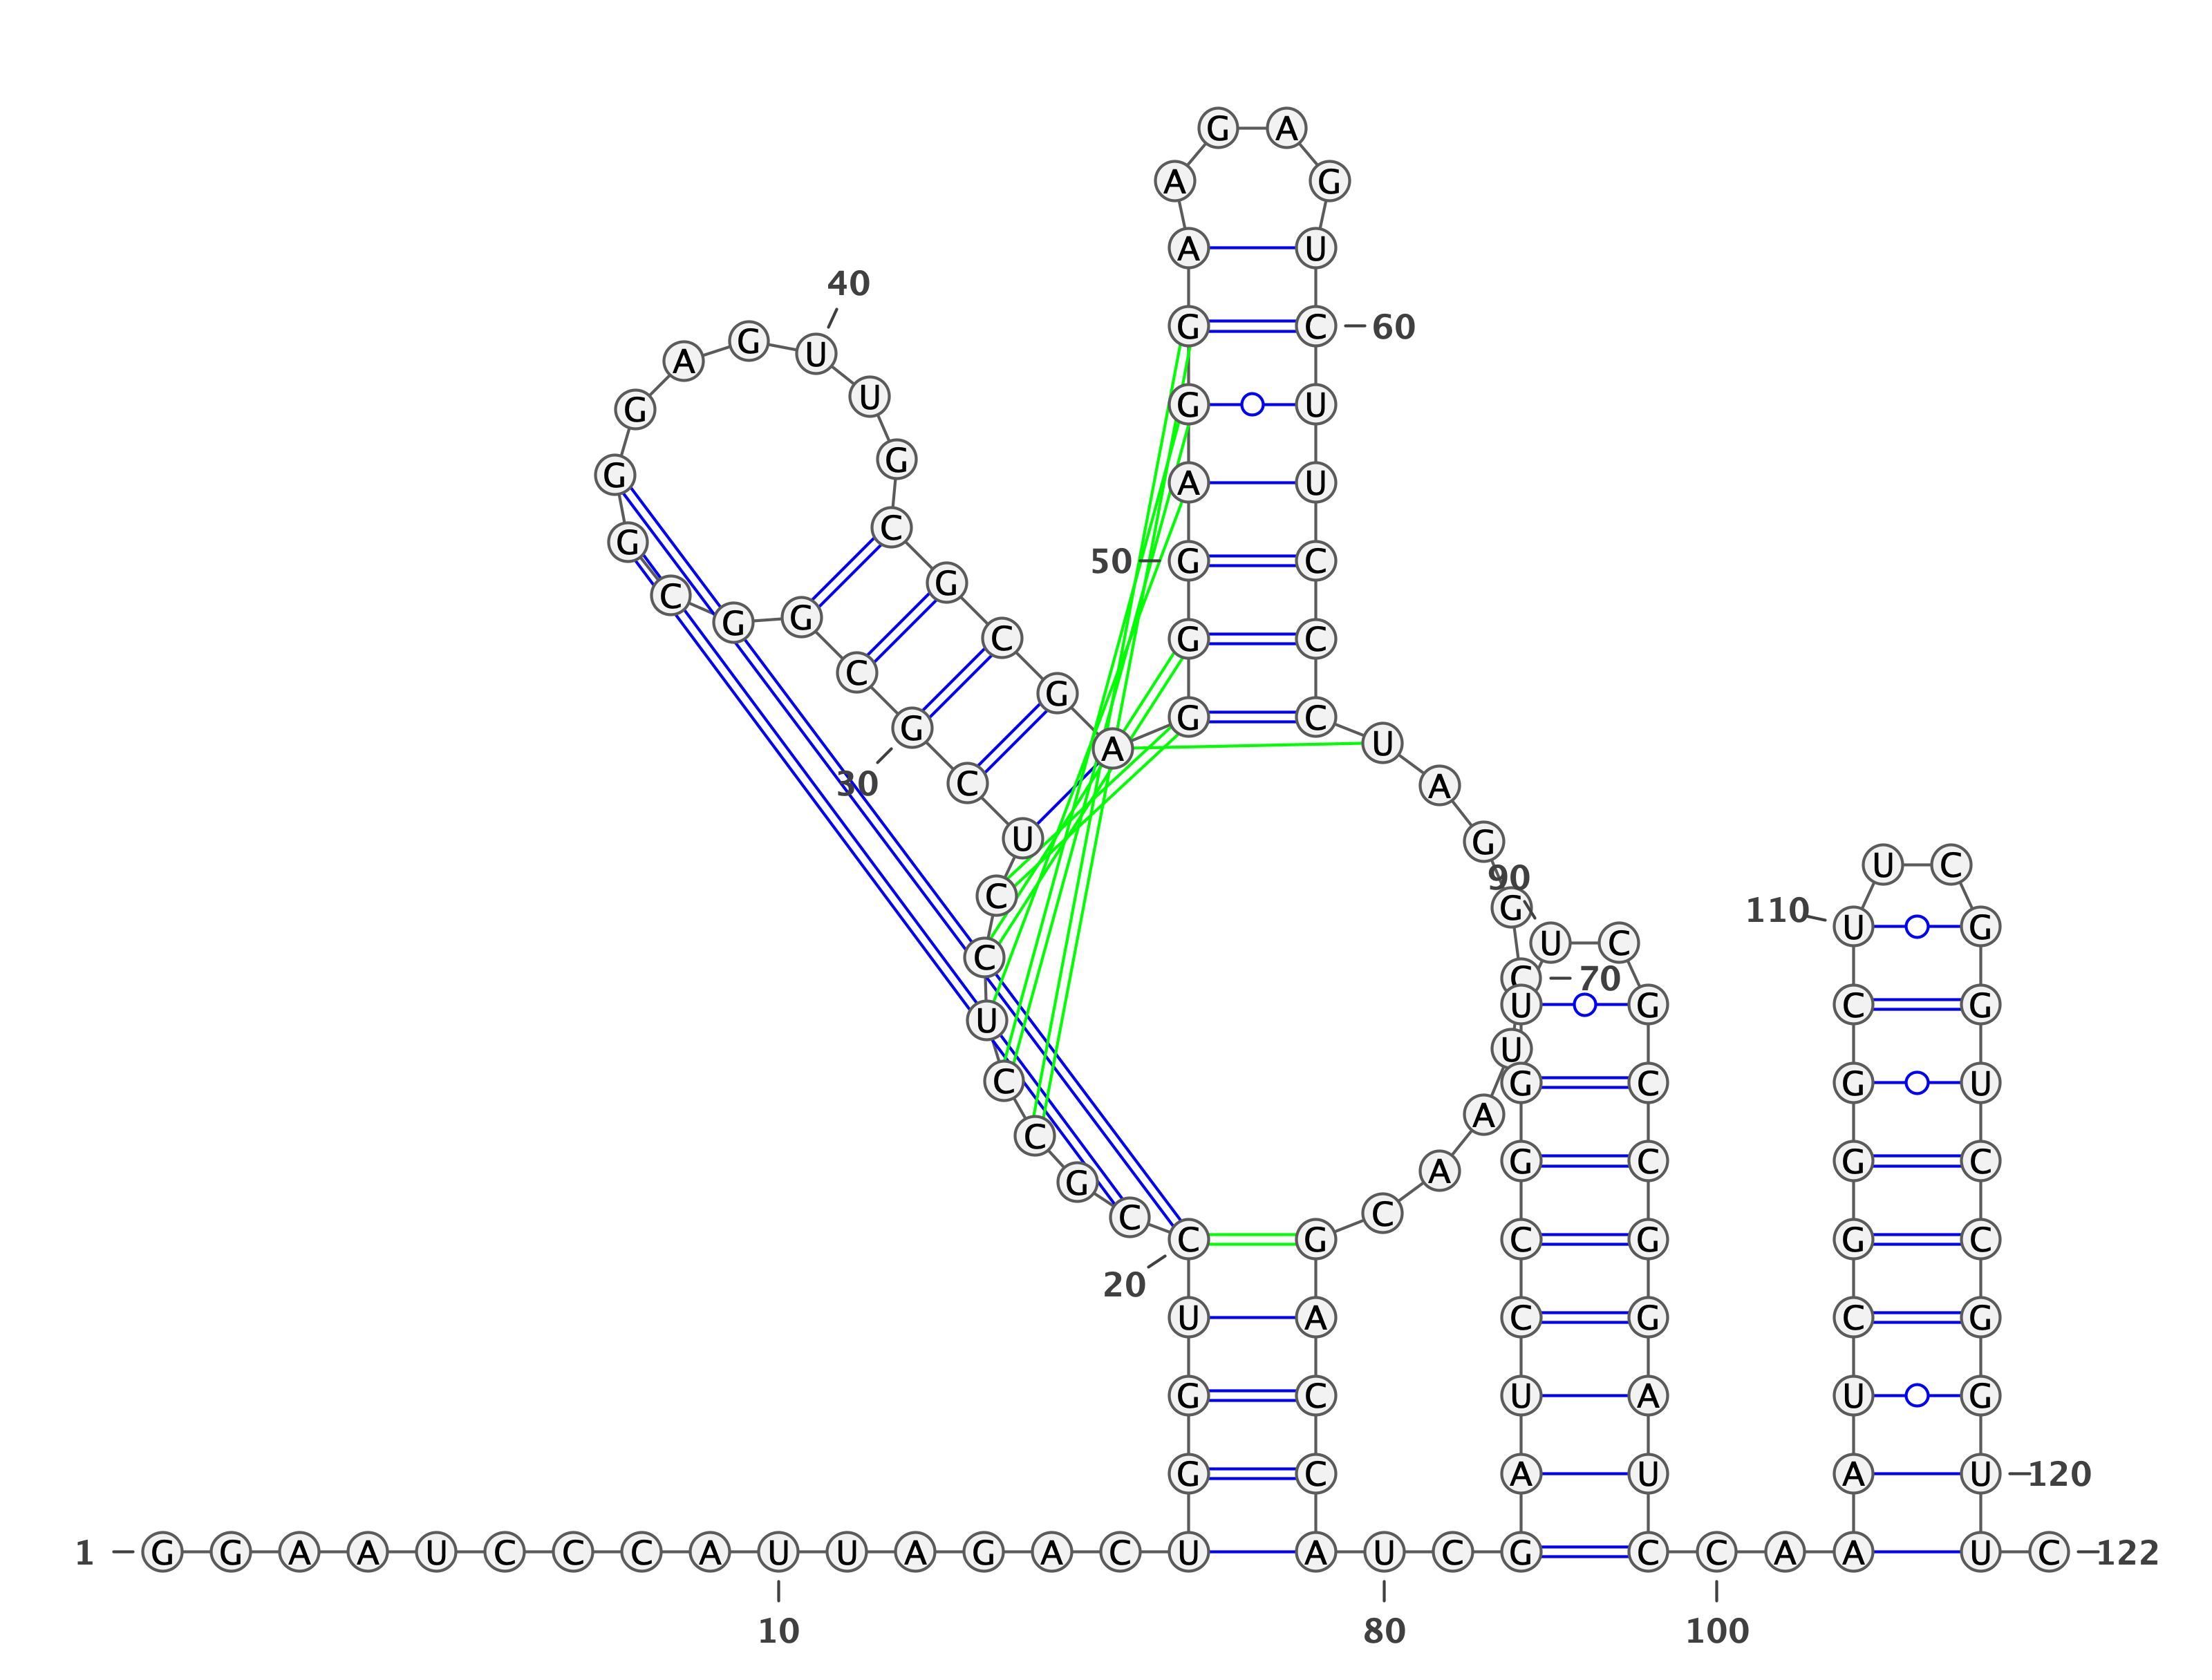 G A
A G
A U
40
G C 60
A G U
G U G U
G G A U
G C 50 G C
C G
G G C G C
C G
G A G C U
30 C A
U G U C
90
C G 110 U G
C U C
C 70
U U G C G
U
C G C G U
C A
G C G C
G A
C C
C G C G G C
20
U A C G C G
G C U A U G
G C A U A U 120
1 G G A A U C C C A U U A G A C U A U C G C C A A U C 122
10 80 100